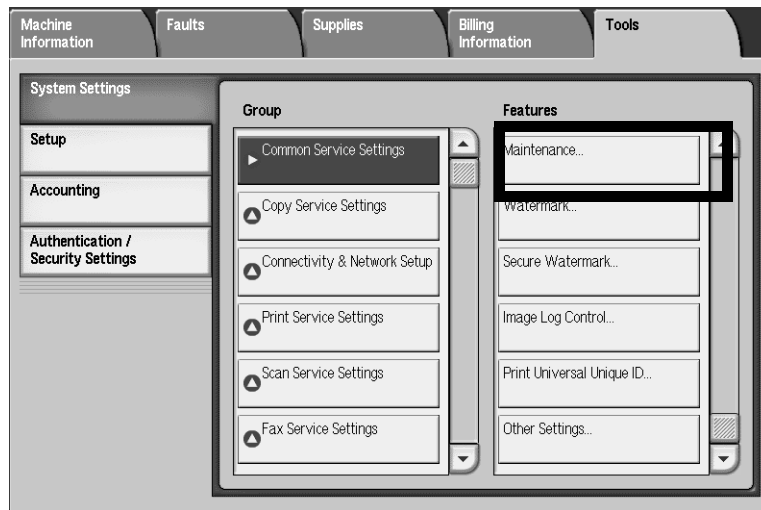 Machine
Information
Faults
Supplies
Billing
Information
Tools
System Settings
Setup
Accounting
Authentication /
Security Settings
Group
Common Service Settings
Copy Service Settings
Connectivity & Network Setup
Print Service Settings
Scan Service Settings
Fax Service Settings
Features
Maintenance...
Watermark...
Secure Watermark...
Image Log Control...
Print Universal Unique ID...
Other Settings...